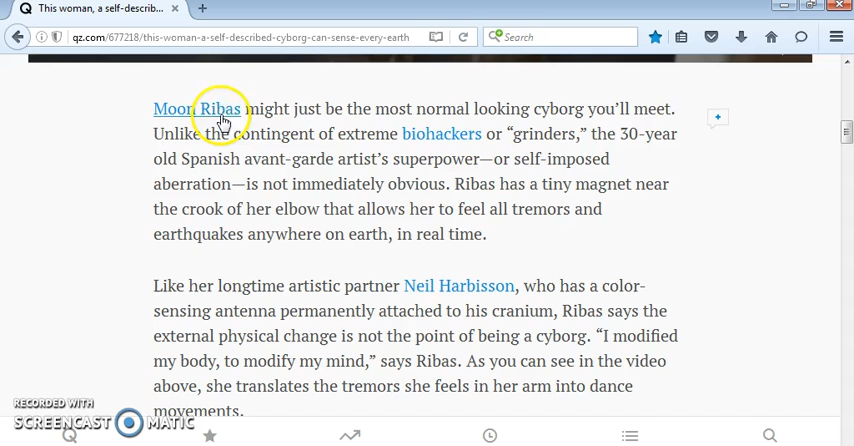 This woman, a self-describ...
qz.com/677218/this-woman-a-self-described-cyborg-can-sense-every-earth
Search
Moon Ribas might just be the most normal looking cyborg you’ll meet.
Unlike the contingent of extreme biohackers or “grinders,” the 30-year
old Spanish avant-garde artist’s superpower—or self-imposed
aberration—is not immediately obvious. Ribas has a tiny magnet near
the crook of her elbow that allows her to feel all tremors and
earthquakes anywhere on earth, in real time.
Like her longtime artistic partner Neil Harbisson, who has a color-
sensing antenna permanently attached to his cranium, Ribas says the
external physical change is not the point of being a cyborg. “I modified
my body, to modify my mind,” says Ribas. As you can see in the video
above, she translates the tremors she feels in her arm into dance
movements.
RECORDED WITH
SCREENCAST MATIC